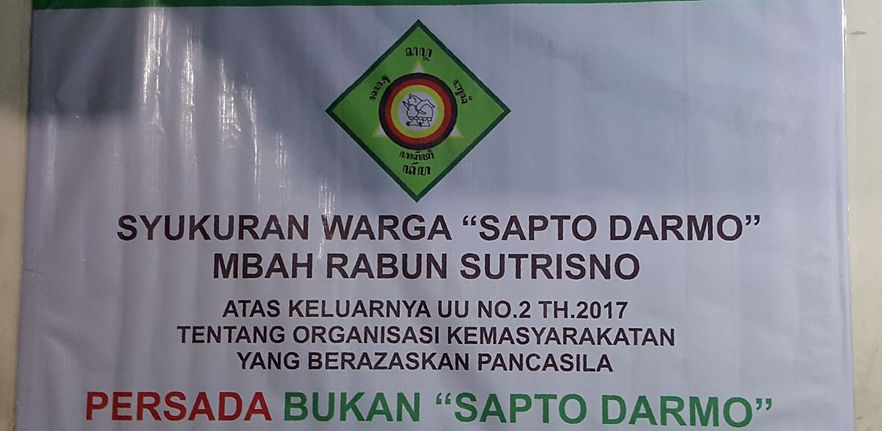 SYUKURAN WARGA “SAPTO DARMO”
MBAH RABUN SUTRISNO
ATAS KELUARNYA UU NO.2 TH.2017
TENTANG ORGANISASI KEMASYARAKATAN
YANG BERAZASKAN PANCASILA
PERSADA BUKAN “SAPTO DARMO”